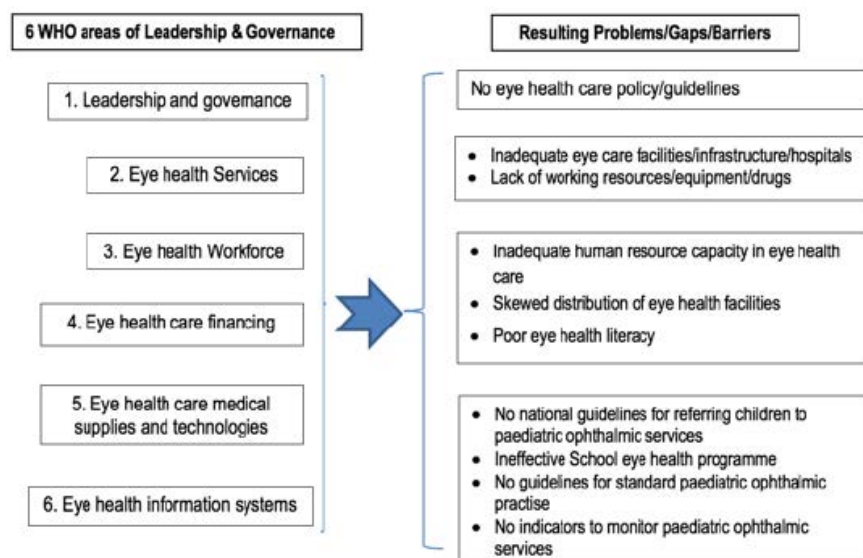 6 WHO areas of Leadership & Governance
1. Leadership and governance
2. Eye health Services
3. Eye health Workforce
4. Eye health care financing
5. Eye health care medical
supplies and technologies
6. Eye health information systems
Resulting Problems/Gaps/Barriers
No eye health care policy/guidelines
• Inadequate eye care facilities/infrastructure/hospitals
• Lack of working resources/equipment/drugs
• Inadequate human resource capacity in eye health
care
• Skewed distribution of eye health facilities
• Poor eye health literacy
• No national guidelines for referring children to
paediatric ophthalmic services
• Ineffective School eye health programme
• No guidelines for standard paediatric ophthalmic
practise
• No indicators to monitor paediatric ophthalmic
services